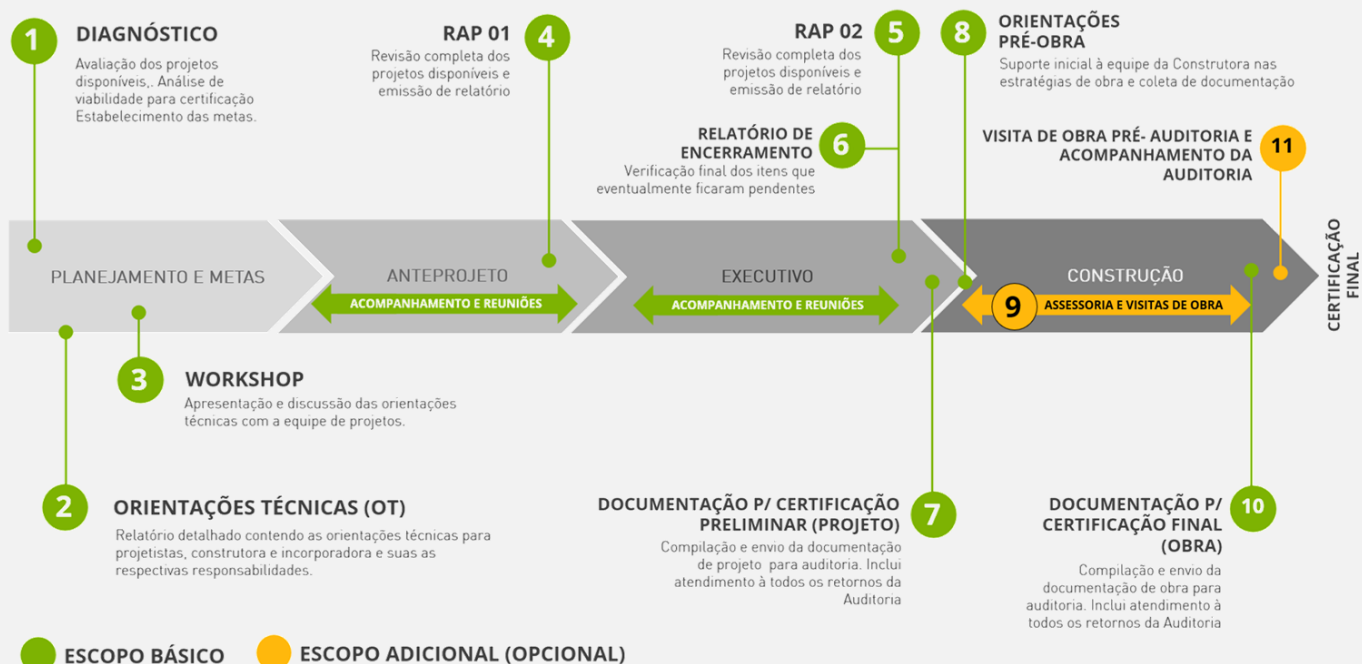 1
DIAGNÓSTICO
Avaliação dos projetos
disponíveis,. Análise de
viabilidade para certificação
Estabelecimento das metas.
RAP 01
4
Revisão completa dos
projetos disponíveis e
emissão de relatório
RAP 02
5
Revisão completa dos
projetos disponíveis e
emissão de relatório
RELATÓRIO DE
ENCERRAMENTO
6
Verificação final dos itens que
eventualmente ficaram pendentes
8
ORIENTAÇÕES
PRÉ-OBRA
Suporte inicial à equipe da Construtora nas
estratégias de obra e coleta de documentação
VISITA DE OBRA PRÉ- AUDITORIA E
ACOMPANHAMENTO DA
AUDITORIA
11
PLANEJAMENTO E METAS
ANTEPROJETO
ACOMPANHAMENTO E REUNIÕES
EXECUTIVO
ACOMPANHAMENTO E REUNIÕES
CONSTRUÇÃO
9
ASSESSORIA E VISITAS DE OBRA
CERTIFICAÇÃO
FINAL
3
WORKSHOP
Apresentação e discussão das orientações
técnicas com a equipe de projetos.
2
ORIENTAÇÕES TÉCNICAS (OT)
Relatório detalhado contendo as orientações técnicas para
projetistas, construtora e incorporadora e suas as
respectivas responsabilidades.
DOCUMENTAÇÃO P/ CERTIFICAÇÃO
PRELIMINAR (PROJETO)
7
Compilação e envio da documentação
de projeto para auditoria. Inclui
atendimento à todos os retornos da
Auditoria
DOCUMENTAÇÃO P/
CERTIFICAÇÃO FINAL
(OBRA)
10
Compilação e envio da
documentação de obra para
auditoria. Inclui atendimento à
todos os retornos da Auditoria
ESCOPO BÁSICO
ESCOPO ADICIONAL (OPCIONAL)